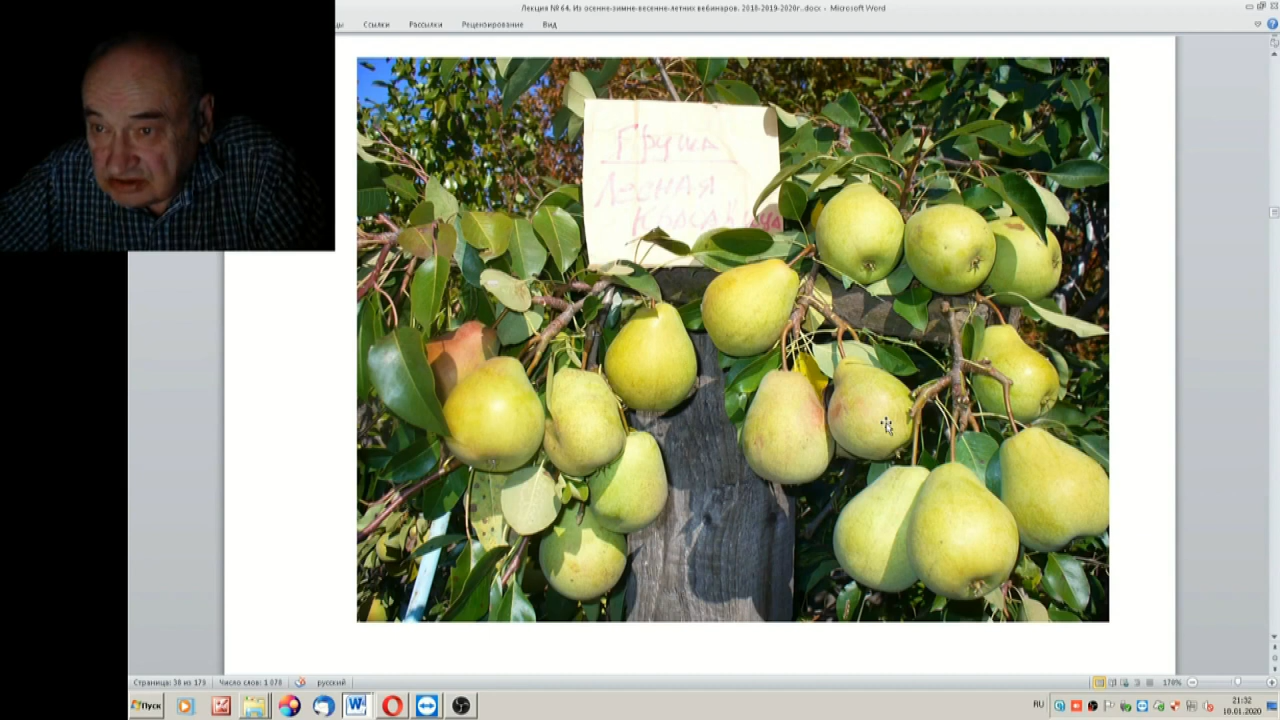 Лекция № 64. Из осенне-зимне-весенне-летних вебинаров. 2018-2019-2020г..docx - Microsoft Word
Ссылки Рассылки Рецензирование Вид
Груша
Лесная
Красавица
Страница: 38 из 179 Число слов: 1 078 русский 170%
Пуск RU 21:32
10.01.2020